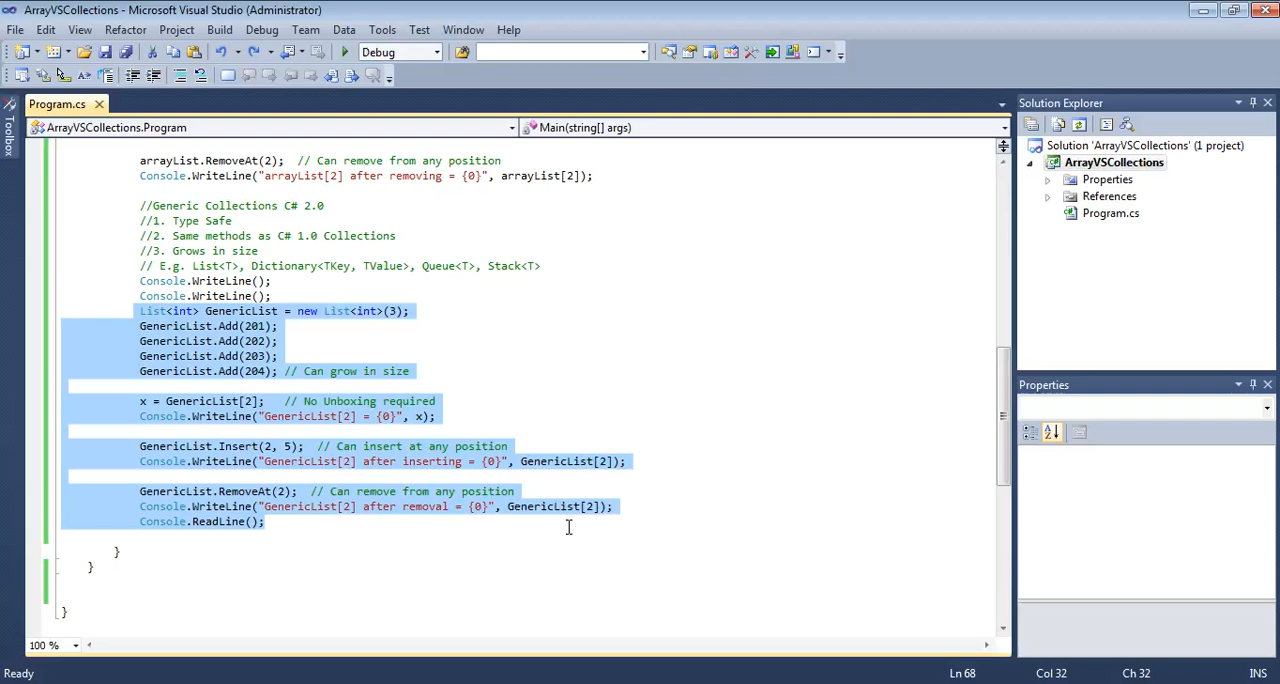 ArrayVSCollections - Microsoft Visual Studio (Administrator)
File Edit View Refactor Project Build Debug Team Data Tools Test Window Help
Debug
Program.cs
ArrayVSCollections.Program Main(string[] args)
Toolbox
arrayList.RemoveAt(2);  // Can remove from any position
Console.WriteLine("arrayList[2] after removing = {0}", arrayList[2]);
//Generic Collections C# 2.0
//1. Type Safe
//2. Same methods as C# 1.0 Collections
//3. Grows in size
// E.g. List<T>, Dictionary<TKey, TValue>, Queue<T>, Stack<T>
Console.WriteLine();
Console.WriteLine();
List<int> GenericList = new List<int>(3);
GenericList.Add(201);
GenericList.Add(202);
GenericList.Add(203);
GenericList.Add(204); // Can grow in size
x = GenericList[2];   // No Unboxing required
Console.WriteLine("GenericList[2] = {0}", x);
GenericList.Insert(2, 5);  // Can insert at any position
Console.WriteLine("GenericList[2] after inserting = {0}", GenericList[2]);
GenericList.RemoveAt(2);  // Can remove from any position
Console.WriteLine("GenericList[2] after removal = {0}", GenericList[2]);
Console.ReadLine();
}
}
}
100 %
Solution Explorer
Solution 'ArrayVSCollections' (1 project)
ArrayVSCollections
Properties
References
Program.cs
Properties
Ready Ln 68 Col 32 Ch 32 INS